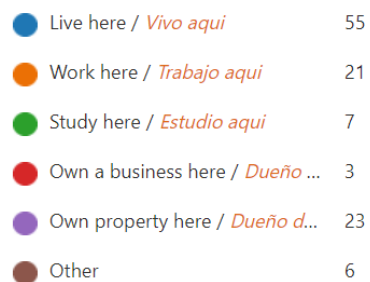 Live here / Vivo aqui 55
Work here / Trabajo aqui 21
Study here / Estudio aqui 7
Own a business here / Dueño ... 3
Own property here / Dueño d... 23
Other 6